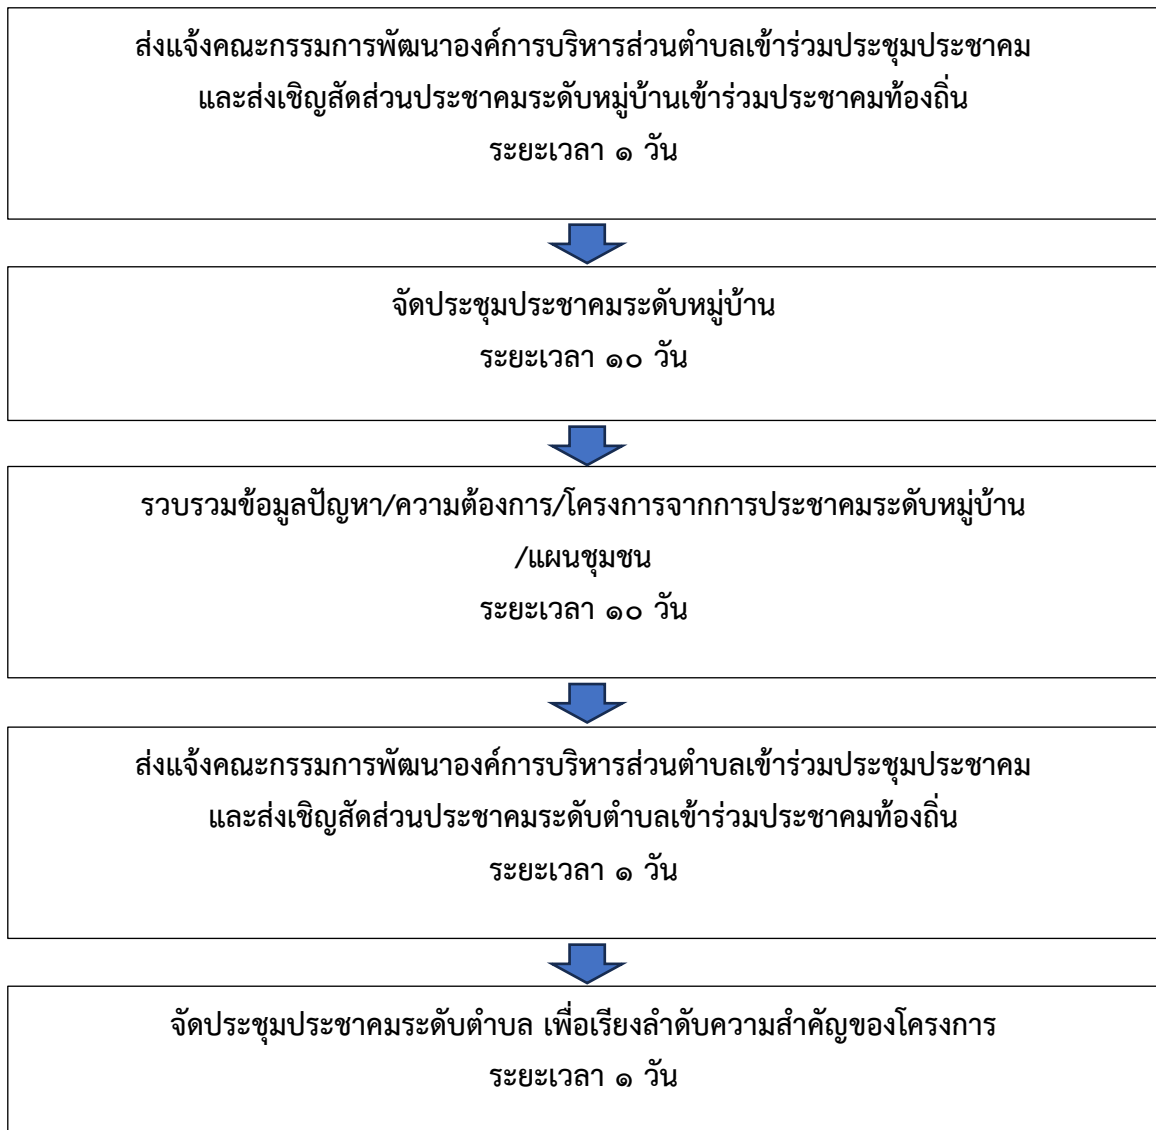 ส่งแจ้งคณะกรรมการพัฒนาองค์การบริหารส่วนตำบลเข้าร่วมประชุมประชาคม
และส่งเชิญสัดส่วนประชาคมระดับหมู่บ้านเข้าร่วมประชาคมท้องถิ่น
ระยะเวลา ๑ วัน
จัดประชุมประชาคมระดับหมู่บ้าน
ระยะเวลา ๑๐ วัน
รวบรวมข้อมูลปัญหา/ความต้องการ/โครงการจากการประชาคมระดับหมู่บ้าน
/แผนชุมชน
ระยะเวลา ๑๐ วัน
ส่งแจ้งคณะกรรมการพัฒนาองค์การบริหารส่วนตำบลเข้าร่วมประชุมประชาคม
และส่งเชิญสัดส่วนประชาคมระดับตำบลเข้าร่วมประชาคมท้องถิ่น
ระยะเวลา ๑ วัน
จัดประชุมประชาคมระดับตำบล เพื่อเรียงลำดับความสำคัญของโครงการ
ระยะเวลา ๑ วัน